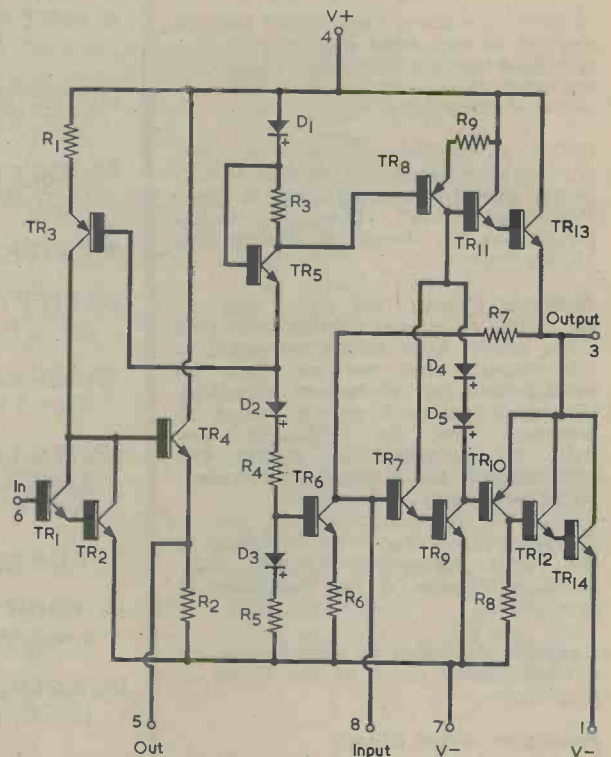 V+
4
D1
R1
R9
TR8
R3
TR3
TR11
TR13
TR5
R7
Output
3
D2
D4
D5
TR4
R4
TR6
TR7
TR10
In
6
TR1
TR2
TR9
TR12
D3
R2
R6
R8
TR14
R5
5
8
7
1
Out
Input
V-
V-